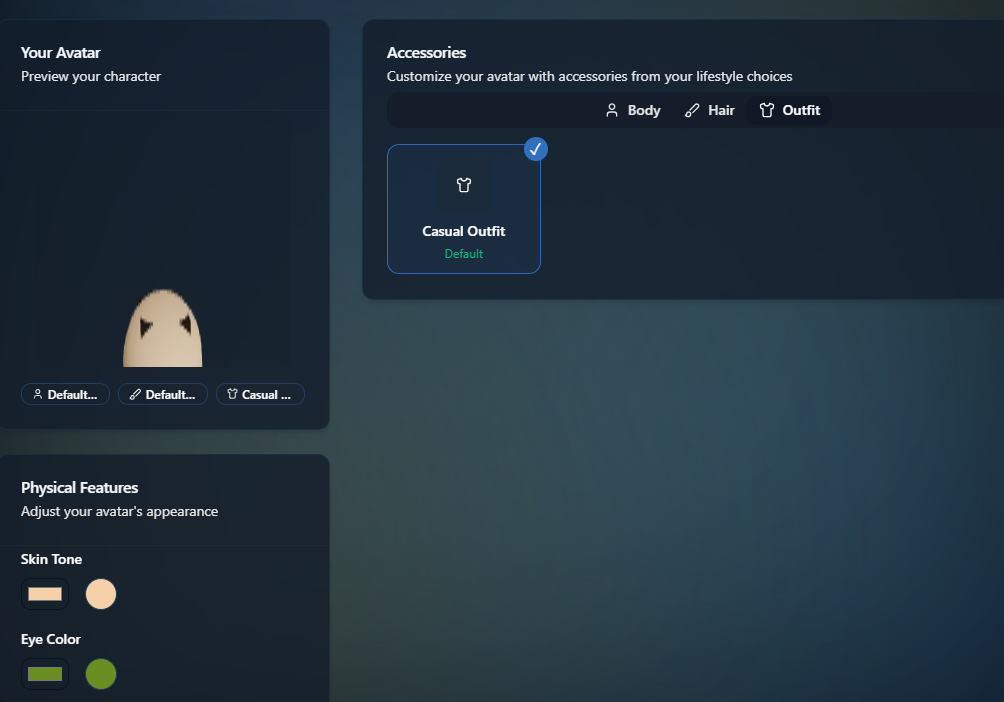 Your Avatar
Preview your character
Default...
Default...
Casual ...
Physical Features
Adjust your avatar's appearance
Skin Tone
Eye Color
Accessories
Customize your avatar with accessories from your lifestyle choices
Body Hair Outfit
Casual Outfit
Default